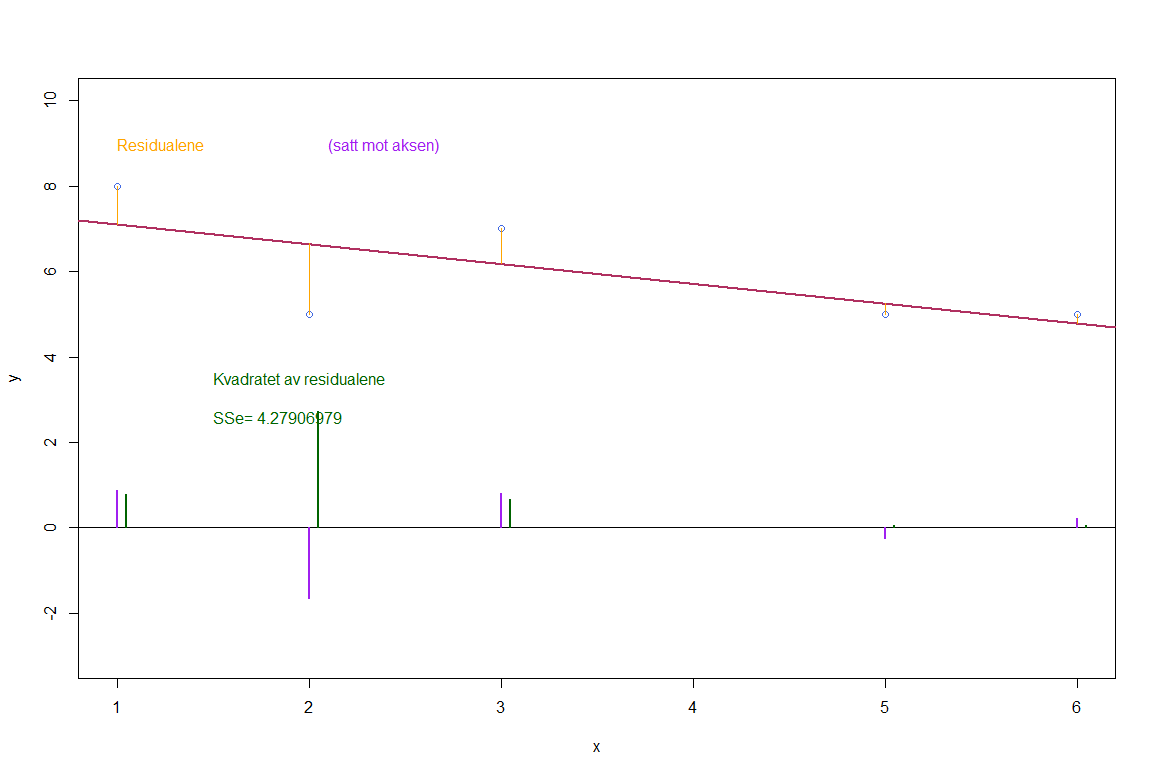 10
Residualene (satt mot aksen)
8
6
4
Kvadratet av residualene
y
SSe= 4.27906979
2
0
-2
1 2 3 4 5 6
x